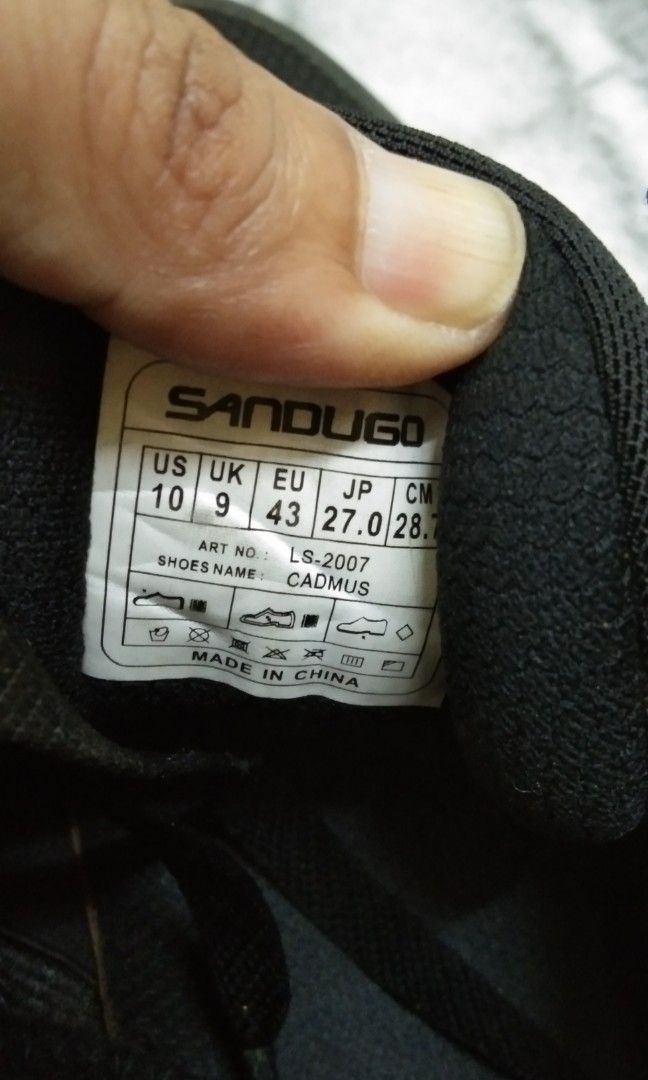 SANDUGO
US UK EU JP CM
10 9 43 27.0 28.7
ART NO.: LS-2007
SHOES NAME: CADMUS
MADE IN CHINA